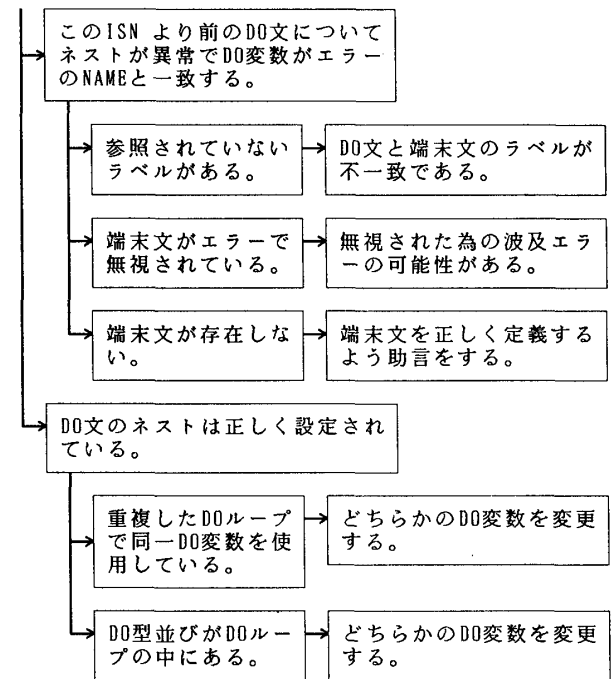 このISN より前のDO文について
ネストが異常でDO変数がエラー
のNAMEと一致する。
参照されていない
ラベルがある。
DO文と端末文のラベルが
不一致である。
端末文がエラーで
無視されている。
無視された為の波及エラ
ーの可能性がある。
端末文が存在しな
い。
端末文を正しく定義する
よう助言をする。
DO文のネストは正しく設定され
ている。
重複したDOループ
で同一DO変数を使
用している。
どちらかのDO変数を変更
する。
DO型並びがDOルー
プの中にある。
どちらかのDO変数を変更
する。